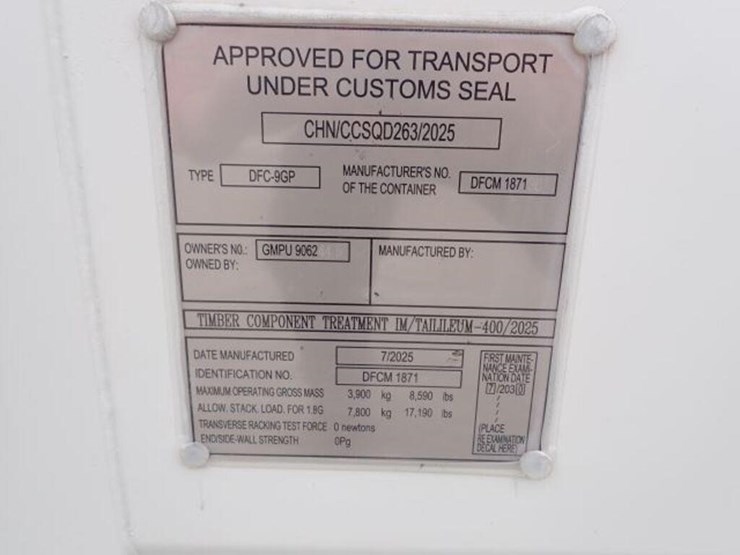 APPROVED FOR TRANSPORT
UNDER CUSTOMS SEAL
CHN/CCSQD263/2025
TYPE DFC-9GP MANUFACTURER'S NO. OF THE CONTAINER DFCM 1871
OWNER'S NO.: GMPU 9062
OWNED BY:
MANUFACTURED BY:
TIMBER COMPONENT TREATMENT IM/TAILILEUM-400/2025
DATE MANUFACTURED 7/2025
IDENTIFICATION NO. DFCM 1871
MAXIMUM OPERATING GROSS MASS 3,900 kg 8,590 lbs
ALLOW. STACK. LOAD. FOR 1.8G 7,800 kg 17,190 lbs
TRANSVERSE RACKING TEST FORCE 0 newtons
END/SIDE-WALL STRENGTH 0Pg
FIRST MAINTE-
NANCE EXAMI-
NATION DATE
7/2030
(PLACE
RE EXAMINATION
DECAL HERE)